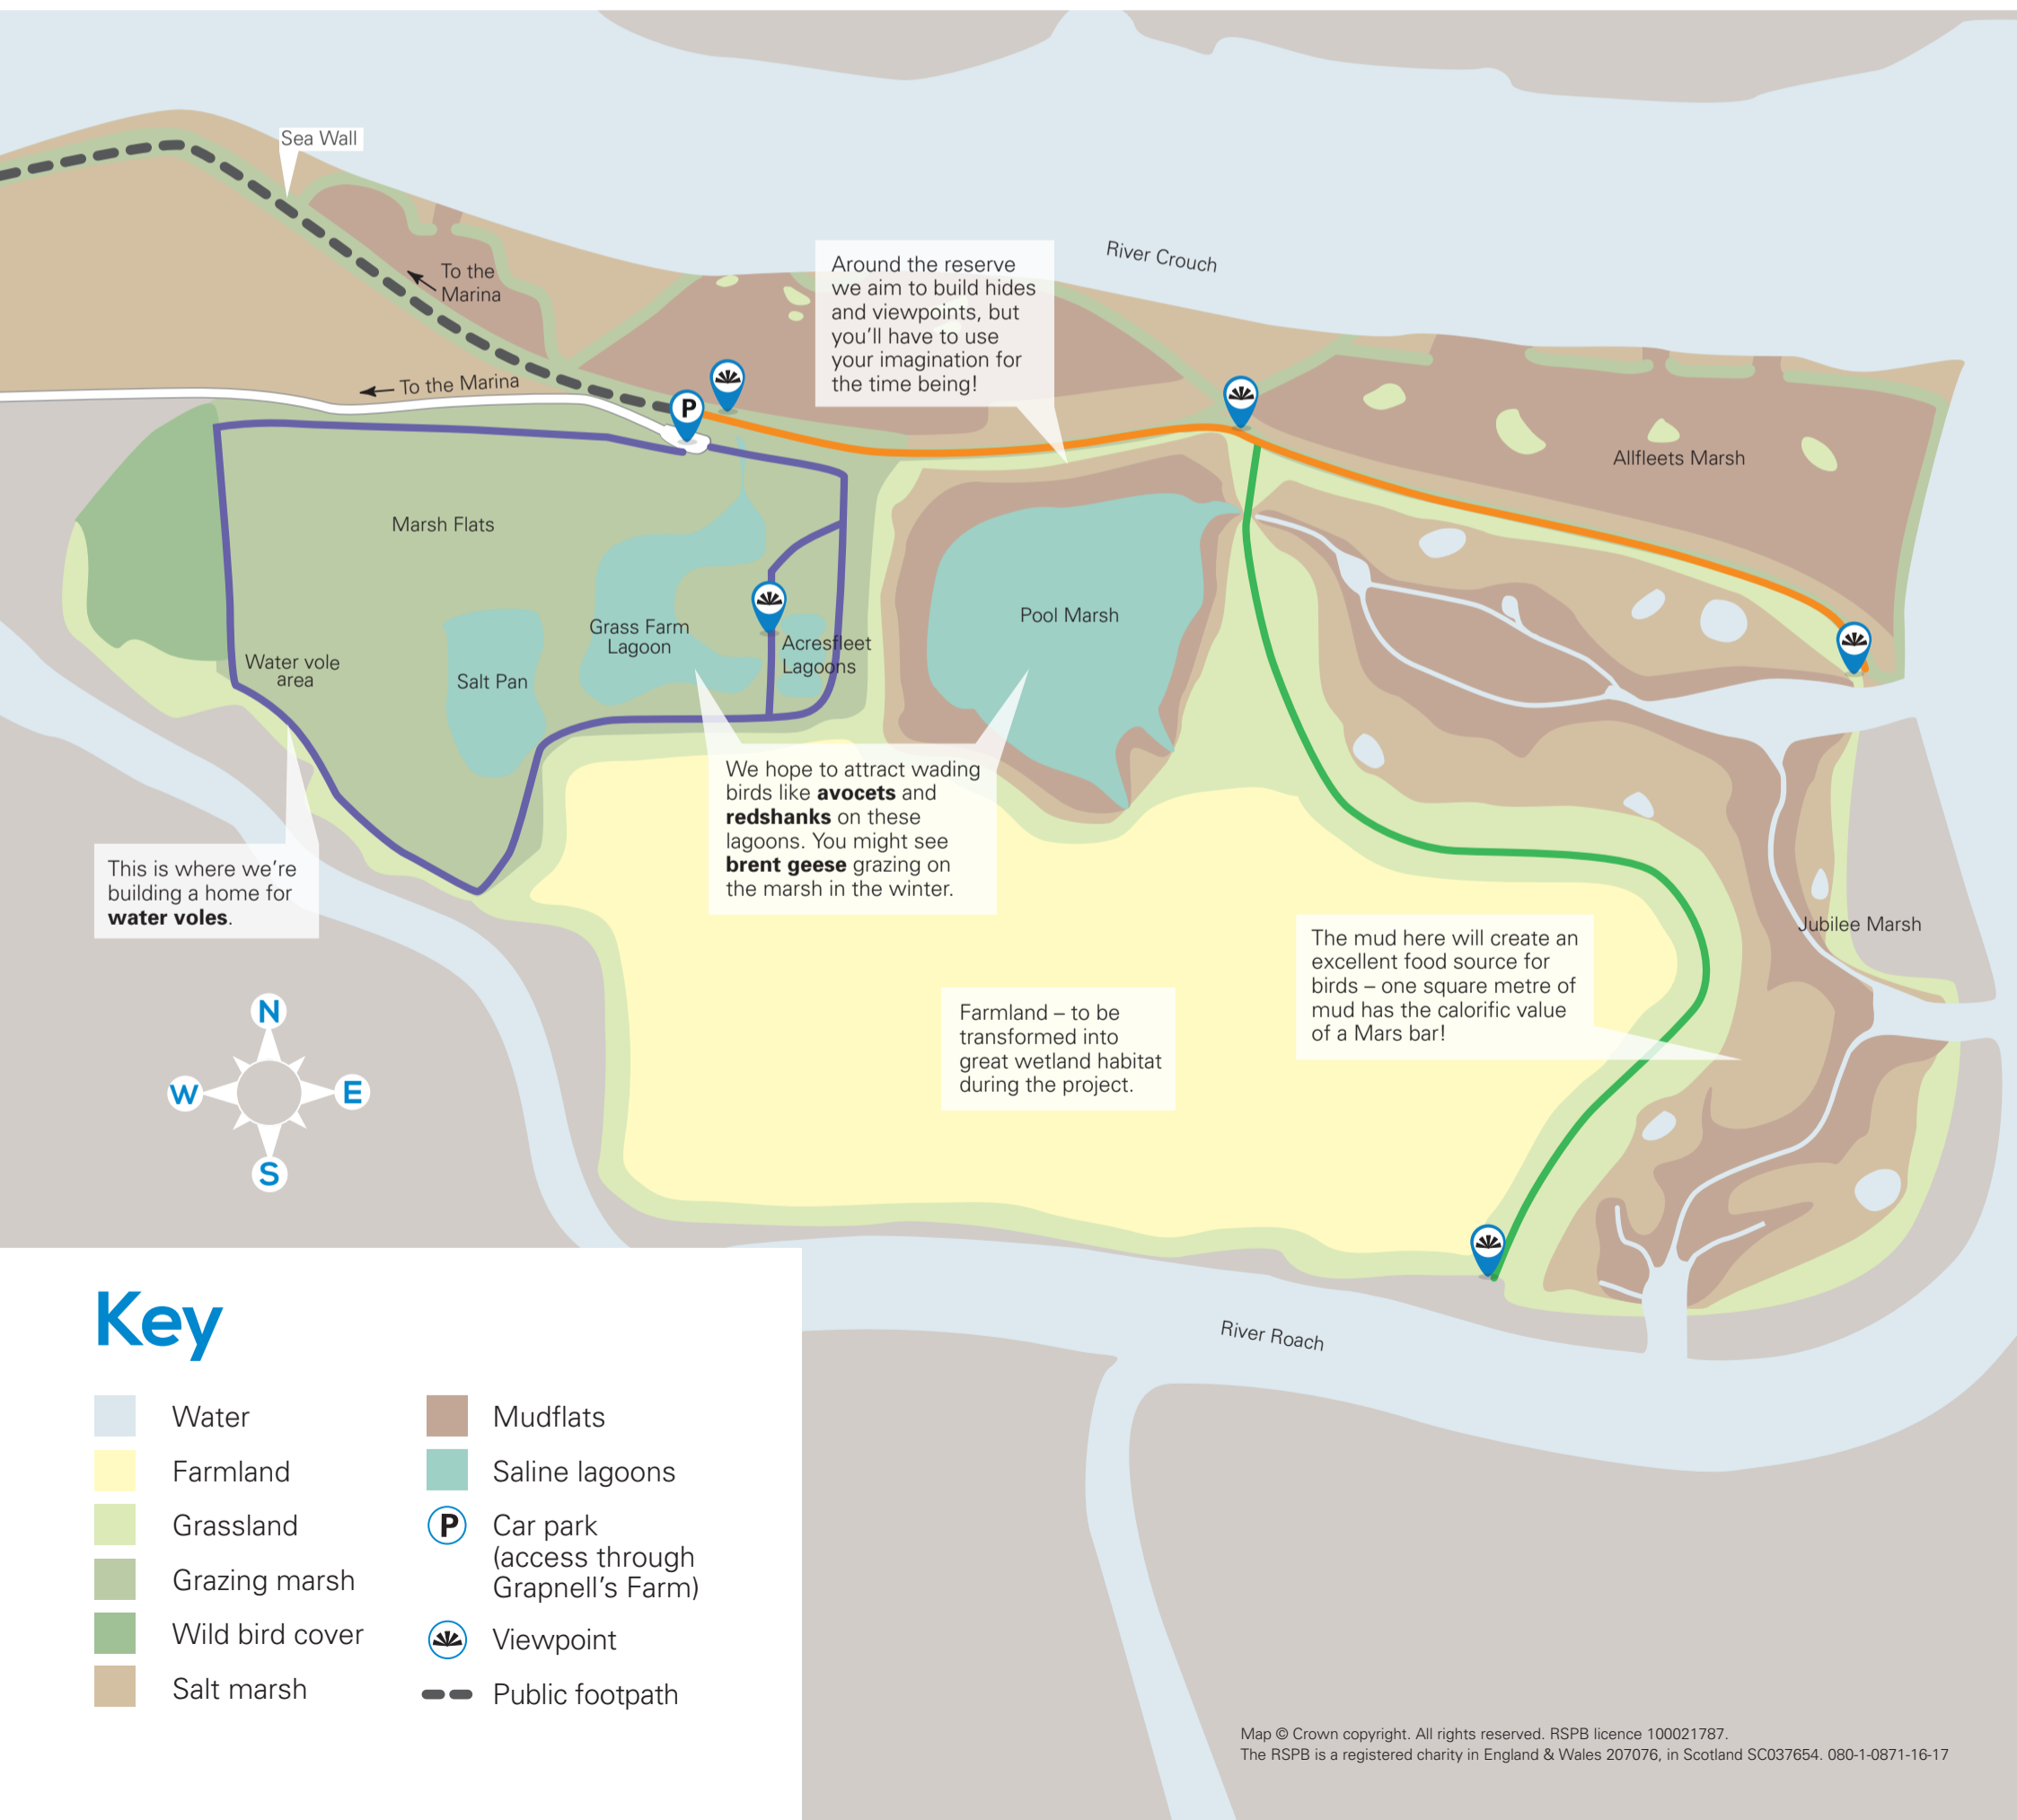 Sea Wall
To the
Marina
To the Marina
P
Around the reserve
we aim to build hides
and viewpoints, but
you’ll have to use
your imagination for
the time being!
River Crouch
Allfleets Marsh
Marsh Flats
Grass Farm
Lagoon
Acresfleet
Lagoons
Pool Marsh
Water vole
area
Salt Pan
We hope to attract wading
birds like avocets and
redshanks on these
lagoons. You might see
brent geese grazing on
the marsh in the winter.
This is where we’re
building a home for
water voles.
Jubilee Marsh
The mud here will create an
excellent food source for
birds – one square metre of
mud has the calorific value
of a Mars bar!
Farmland – to be
transformed into
great wetland habitat
during the project.
N
W
E
S
River Roach
Key
Water
Farmland
Grassland
Grazing marsh
Wild bird cover
Salt marsh
Mudflats
Saline lagoons
P
Car park
(access through
Grapnell’s Farm)
Viewpoint
Public footpath
Map © Crown copyright. All rights reserved. RSPB licence 100021787.
The RSPB is a registered charity in England & Wales 207076, in Scotland SC037654. 080-1-0871-16-17